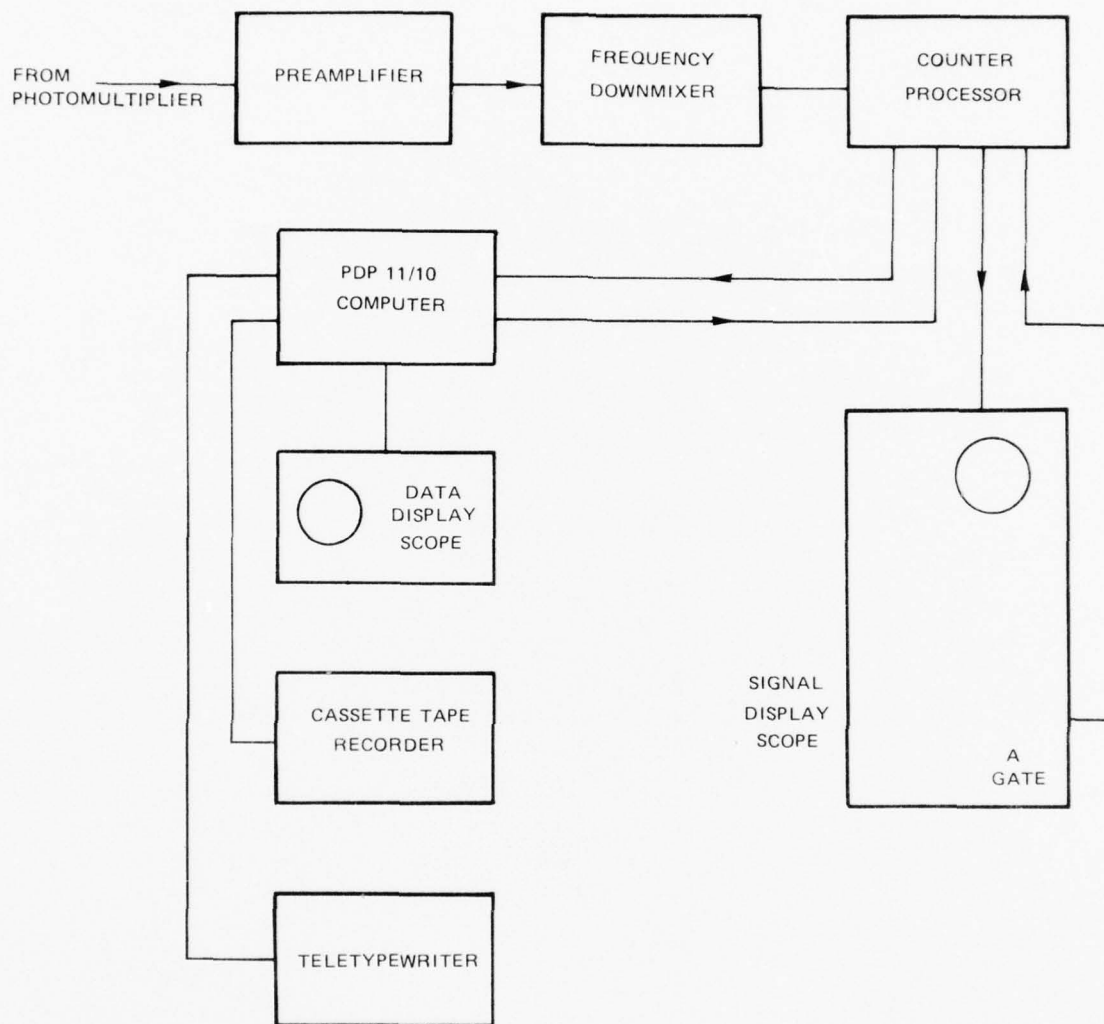 FROM
PHOTOMULTIPLIER
PREAMPLIFIER
FREQUENCY
DOWNMIXER
COUNTER
PROCESSOR
PDP 11/10
COMPUTER
DATA
DISPLAY
SCOPE
CASSETTE TAPE
RECORDER
SIGNAL
DISPLAY
SCOPE
A
GATE
TELETYPEWRITER